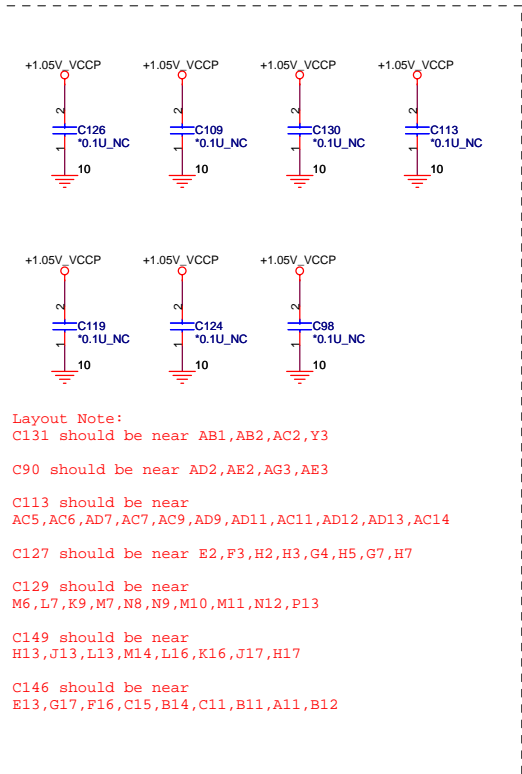 +1.05V_VCCP +1.05V_VCCP +1.05V_VCCP +1.05V_VCCP
2 2 2 2
C126 C109 C130 C113
*0.1U_NC *0.1U_NC *0.1U_NC *0.1U_NC
1 1 1 1
10 10 10 10
+1.05V_VCCP +1.05V_VCCP +1.05V_VCCP
2 2 2
C119 C124 C98
*0.1U_NC *0.1U_NC *0.1U_NC
1 1 1
10 10 10
Layout Note:
C131 should be near AB1,AB2,AC2,Y3
C90 should be near AD2,AE2,AG3,AE3
C113 should be near
AC5,AC6,AD7,AC7,AC9,AD9,AD11,AC11,AD12,AD13,AC14
C127 should be near E2,F3,H2,H3,G4,H5,G7,H7
C129 should be near
M6,L7,K9,M7,N8,N9,M10,M11,N12,P13
C149 should be near
H13,J13,L13,M14,L16,K16,J17,H17
C146 should be near
E13,G17,F16,C15,B14,C11,B11,A11,B12